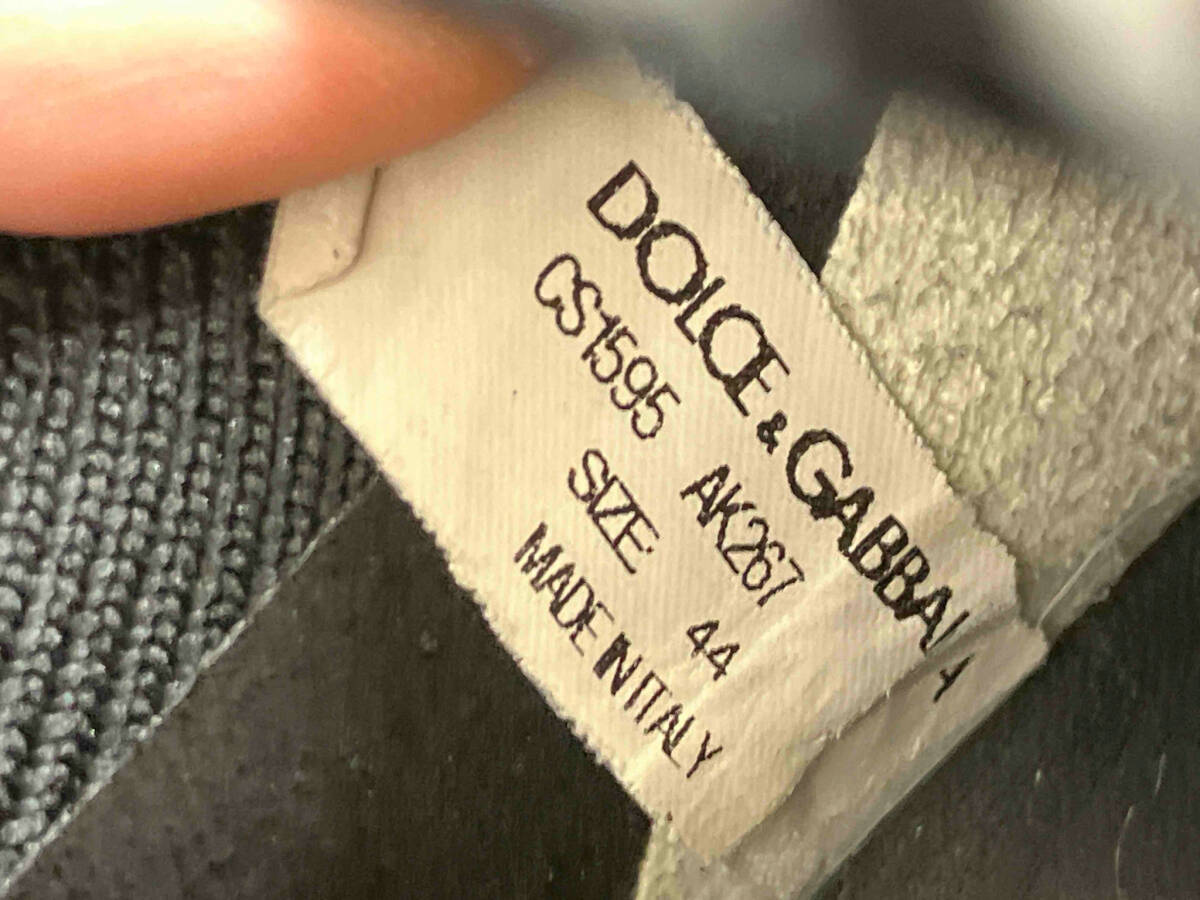 DOLCE & GABBANA
CS1595 AK267
SIZE: 44
MADE IN ITALY